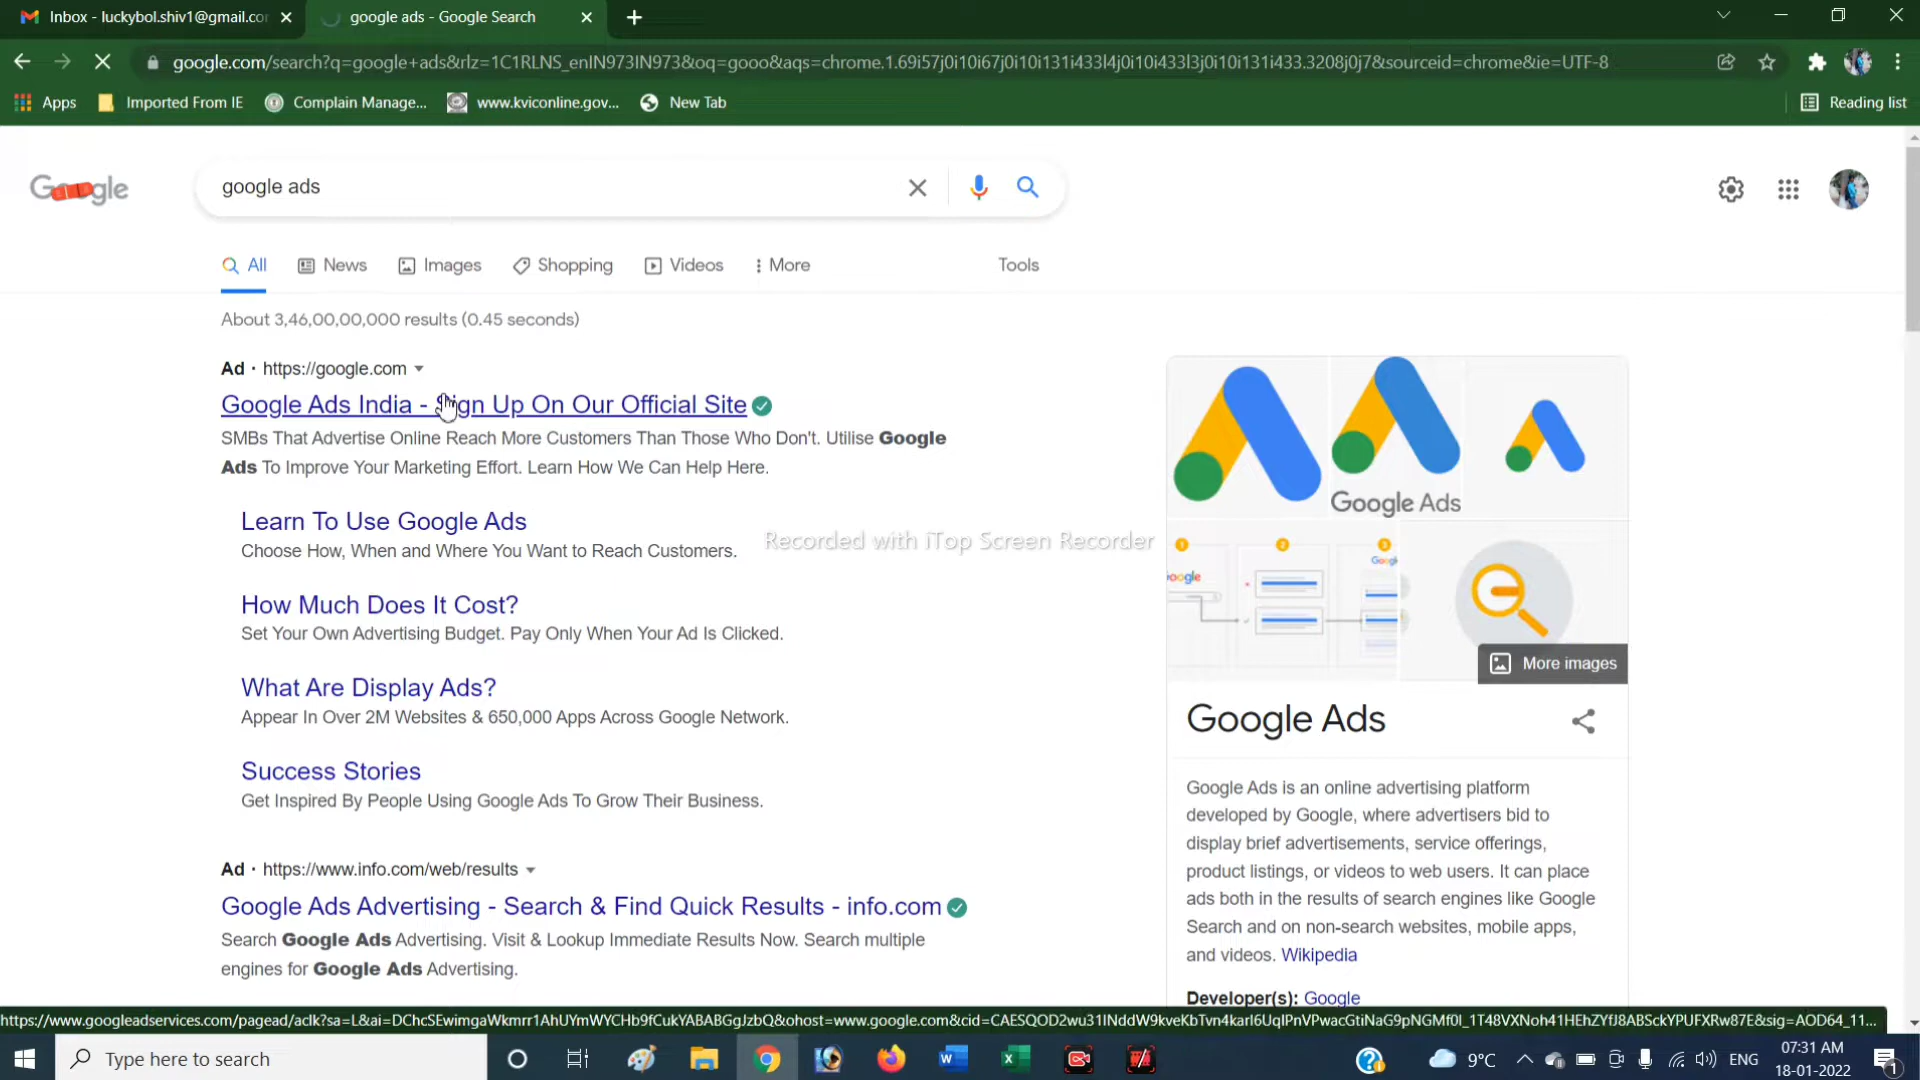 Inbox - luckybol.shiv1@gmail.cor
google ads - Google Search
google.com/search?q=google+ads&rlz=1C1RLNS_enIN973IN973&oq=gooo&aqs=chrome.1.69i57j0i10i67j0i10i131i433l4j0i10i433l3j0i10i131i433.3208j0j7&sourceid=chrome&ie=UTF-8
Apps
Imported From IE
Complain Manage...
www.kviconline.gov...
New Tab
Reading list
Google
google ads
All
News
Images
Shopping
Videos
More
Tools
About 3,46,00,00,000 results (0.45 seconds)
Ad · https://google.com
Google Ads India - Sign Up On Our Official Site
SMBs That Advertise Online Reach More Customers Than Those Who Don't. Utilise Google
Ads To Improve Your Marketing Effort. Learn How We Can Help Here.
Learn To Use Google Ads
Choose How, When and Where You Want to Reach Customers.
How Much Does It Cost?
Set Your Own Advertising Budget. Pay Only When Your Ad Is Clicked.
What Are Display Ads?
Appear In Over 2M Websites & 650,000 Apps Across Google Network.
Success Stories
Get Inspired By People Using Google Ads To Grow Their Business.
Ad · https://www.info.com/web/results
Google Ads Advertising - Search & Find Quick Results - info.com
Search Google Ads Advertising. Visit & Lookup Immediate Results Now. Search multiple
engines for Google Ads Advertising.
Recorded with iTop Screen Recorder
Google Ads
1
2
3
More images
Google Ads
Google Ads is an online advertising platform
developed by Google, where advertisers bid to
display brief advertisements, service offerings,
product listings, or videos to web users. It can place
ads both in the results of search engines like Google
Search and on non-search websites, mobile apps,
and videos. Wikipedia
Developer(s): Google
Type here to search
9°C
ENG
07:31 AM
18-01-2022
1